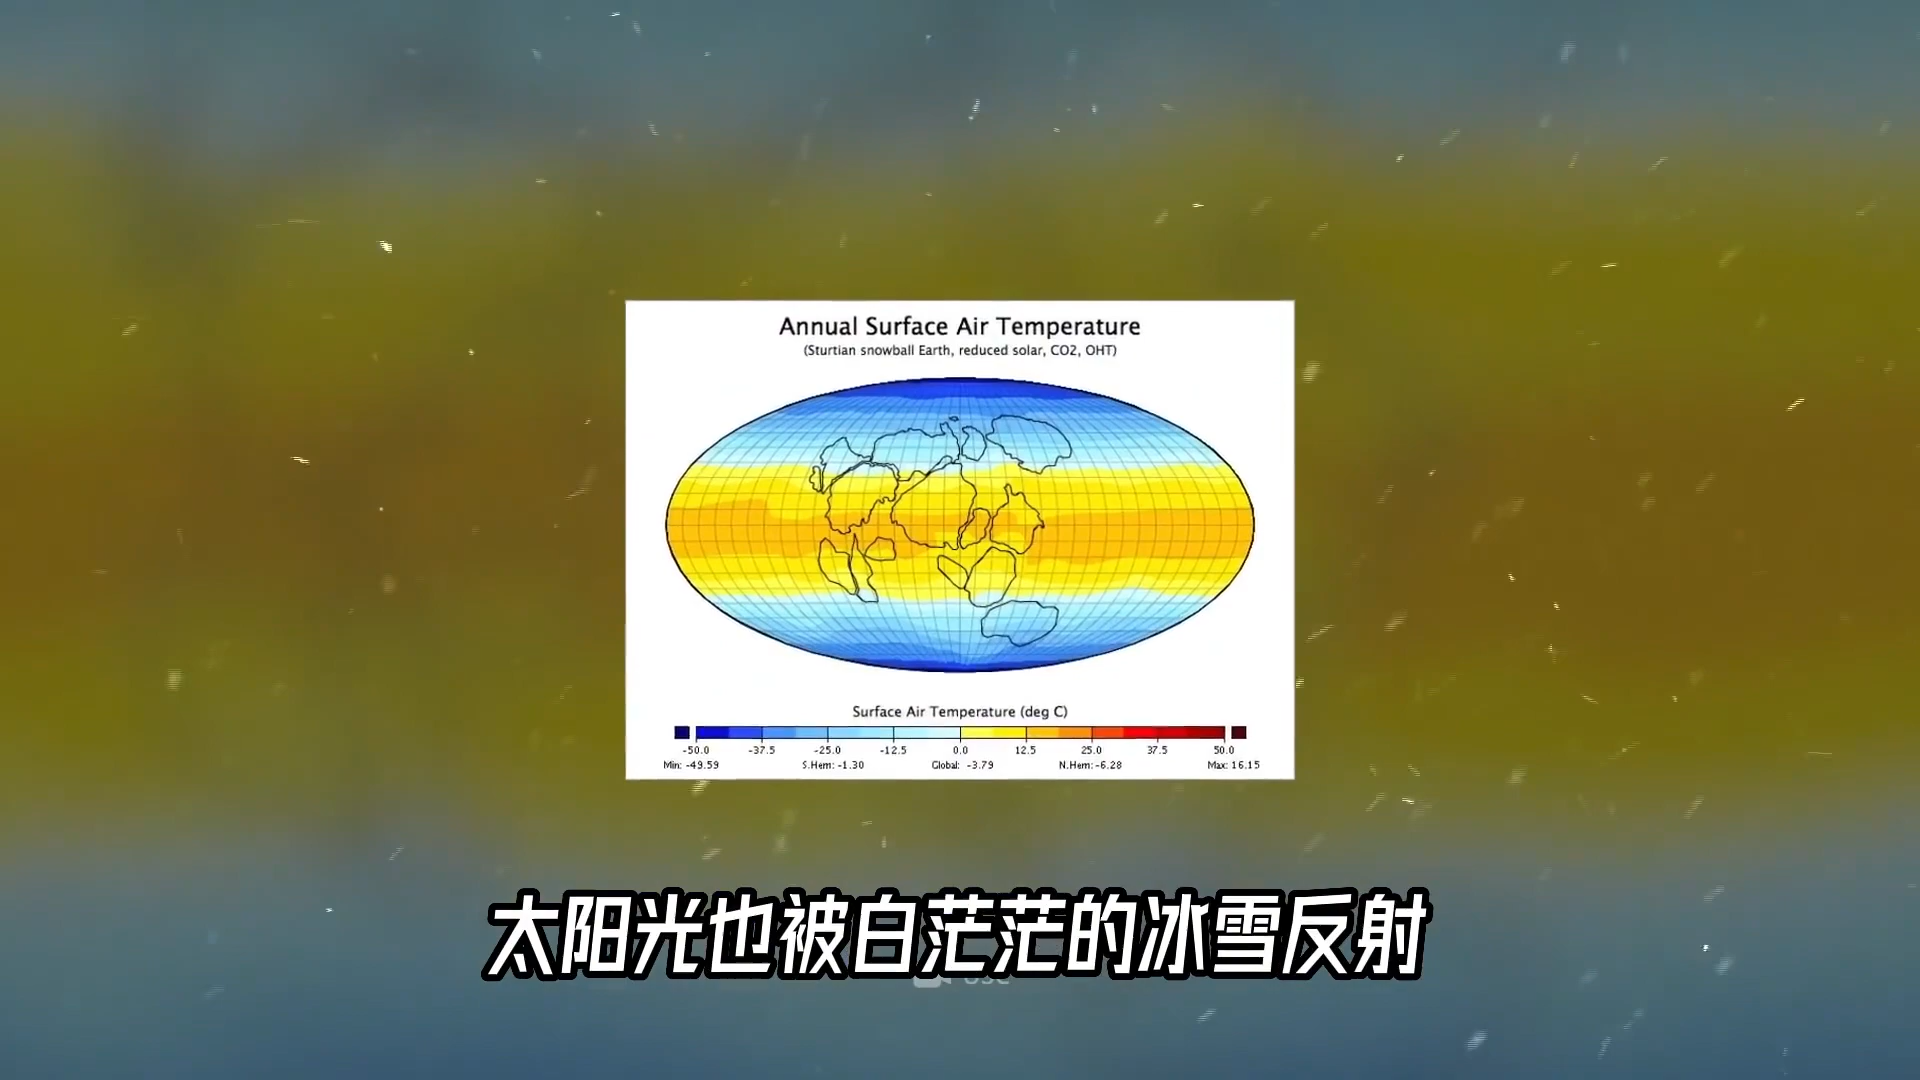 Annual Surface Air Temperature
(Sturtian snowball Earth, reduced solar, CO2, OHT)
Surface Air Temperature (deg C)
-50.0 -37.5 -25.0 -12.5 0.0 12.5 25.0 37.5 50.0
Min: -49.59 S.Hem: -1.30 Global: -3.79 N.Hem: -6.28 Max: 16.15
太阳光也被白茫茫的冰雪反射